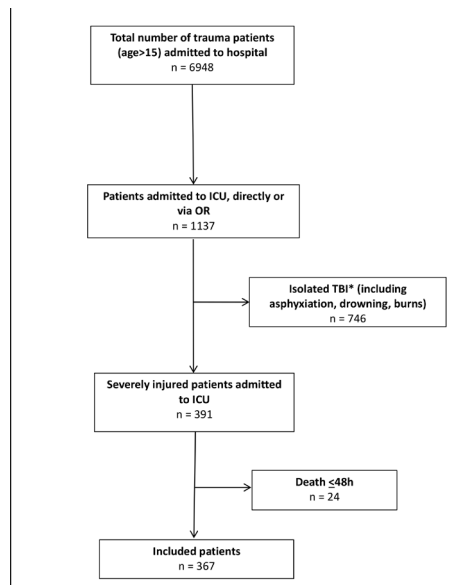 Total number of trauma patients
(age>15) admitted to hospital
n = 6948
Patients admitted to ICU, directly or
via OR
n = 1137
Isolated TBI* (including
asphyxiation, drowning, burns)
n = 746
Severely injured patients admitted
to ICU
n = 391
Death ≤48h
n = 24
Included patients
n = 367